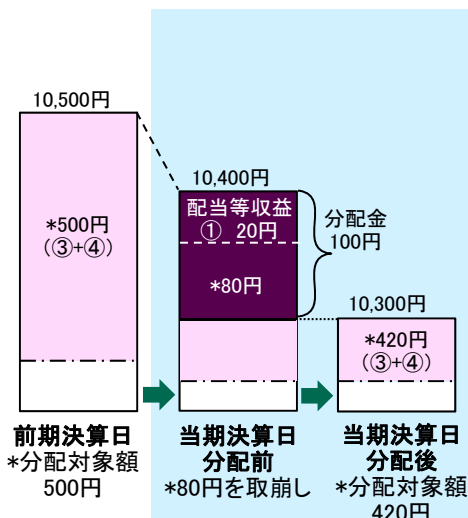 10,500円
*500円
(③+④)
10,400円
配当等収益
① 20円
*80円
分配金
100円
10,300円
*420円
(③+④)
前期決算日
*分配対象額
500円
当期決算日
分配前
*80円を取崩し
当期決算日
分配後
*分配対象額
420円